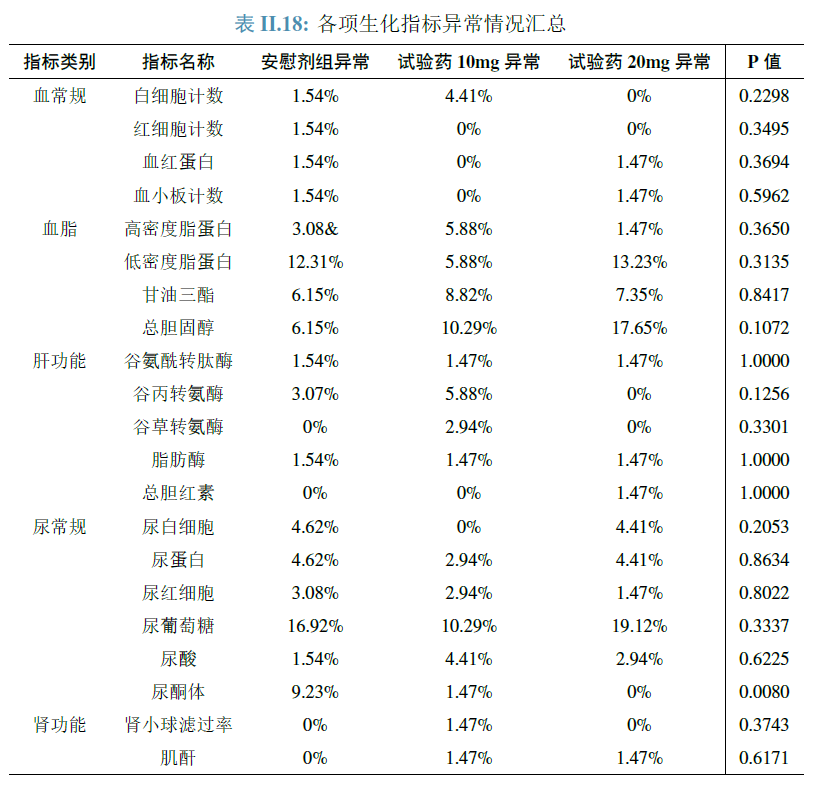 表 II.18: 各项生化指标异常情况汇总
指标类别 指标名称 安慰剂组异常 试验药 10mg 异常 试验药 20mg 异常 P 值
血常规 白细胞计数 1.54% 4.41% 0% 0.2298
红细胞计数 1.54% 0% 0% 0.3495
血红蛋白 1.54% 0% 1.47% 0.3694
血小板计数 1.54% 0% 1.47% 0.5962
血脂 高密度脂蛋白 3.08& 5.88% 1.47% 0.3650
低密度脂蛋白 12.31% 5.88% 13.23% 0.3135
甘油三酯 6.15% 8.82% 7.35% 0.8417
总胆固醇 6.15% 10.29% 17.65% 0.1072
肝功能 谷氨酰转肽酶 1.54% 1.47% 1.47% 1.0000
谷丙转氨酶 3.07% 5.88% 0% 0.1256
谷草转氨酶 0% 2.94% 0% 0.3301
脂肪酶 1.54% 1.47% 1.47% 1.0000
总胆红素 0% 0% 1.47% 1.0000
尿常规 尿白细胞 4.62% 0% 4.41% 0.2053
尿蛋白 4.62% 2.94% 4.41% 0.8634
尿红细胞 3.08% 2.94% 1.47% 0.8022
尿葡萄糖 16.92% 10.29% 19.12% 0.3337
尿酸 1.54% 4.41% 2.94% 0.6225
尿酮体 9.23% 1.47% 0% 0.0080
肾功能 肾小球滤过率 0% 1.47% 0% 0.3743
肌酐 0% 1.47% 1.47% 0.6171